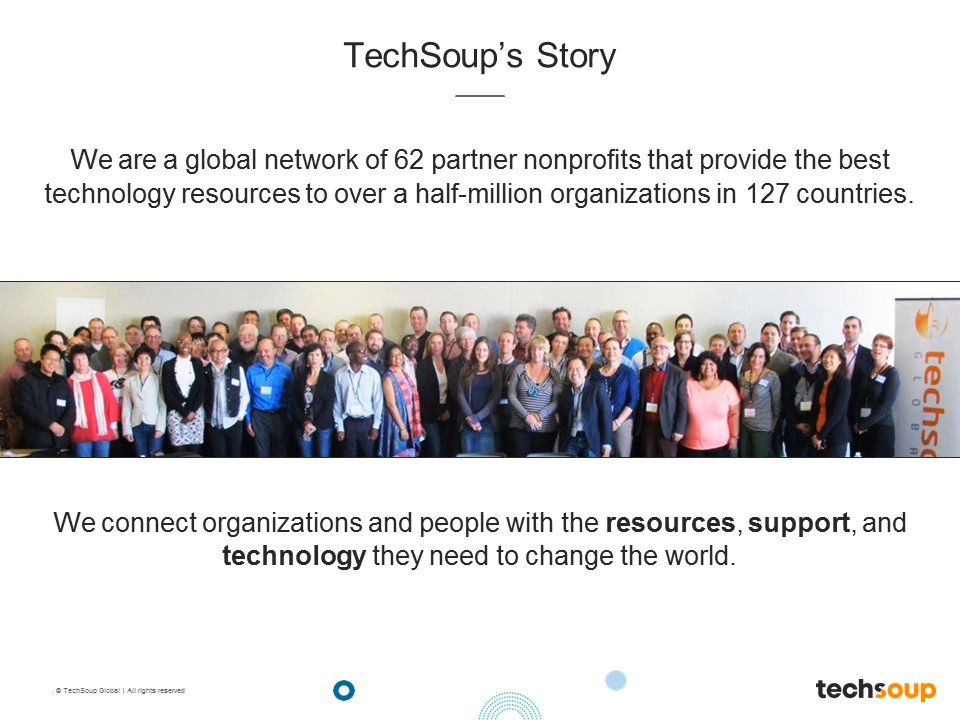 TechSoup’s Story
We are a global network of 62 partner nonprofits that provide the best
technology resources to over a half-million organizations in 127 countries.
techso
GLOBA
We connect organizations and people with the resources, support, and
technology they need to change the world.
. © TechSoup Global | All rights reserved
techsoup